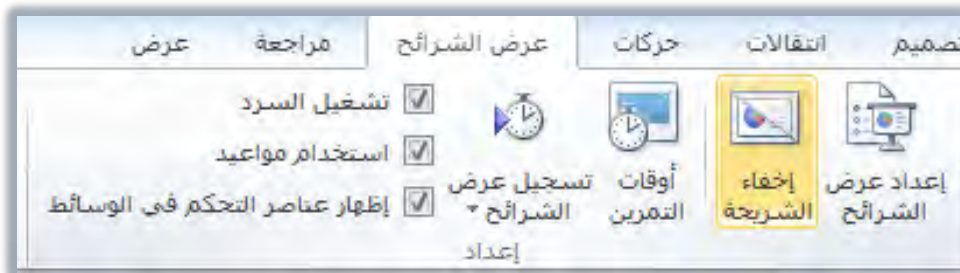 تصميم انتقالات حركات عرض الشرائح مراجعة عرض
إعداد عرض الشرائح
إخفاء الشريحة
أوقات التمرين
تسجيل عرض الشرائح
تشغيل السرد
استخدام مواعيد
إظهار عناصر التحكم في الوسائط
إعداد